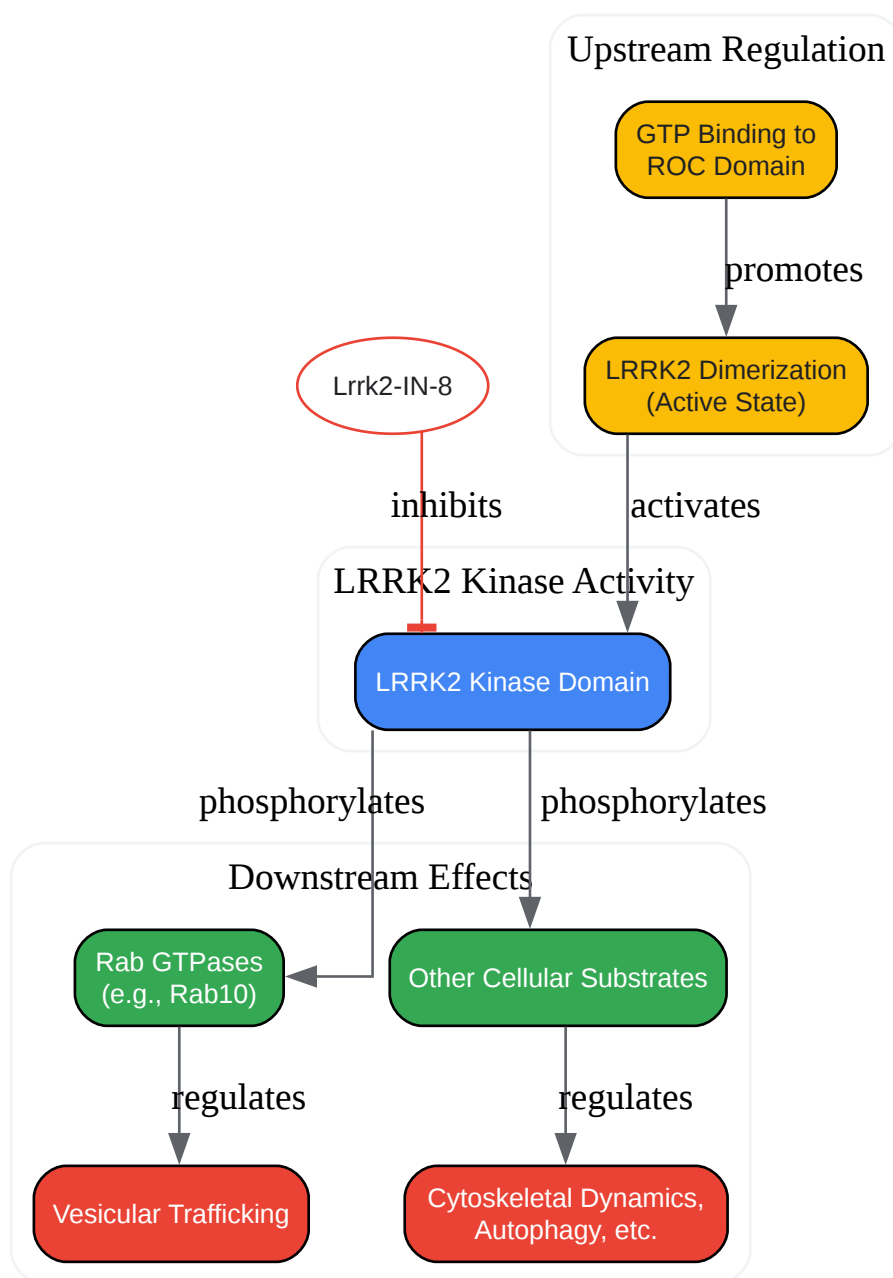 Upstream Regulation
GTP Binding to
ROC Domain
promotes
LRRK2 Dimerization
(Active State)
Lrrk2-IN-8
inhibits
activates
LRRK2 Kinase Activity
LRRK2 Kinase Domain
phosphorylates
phosphorylates
Downstream Effects
Rab GTPases
(e.g., Rab10)
Other Cellular Substrates
regulates
regulates
Vesicular Trafficking
Cytoskeletal Dynamics,
Autophagy, etc.